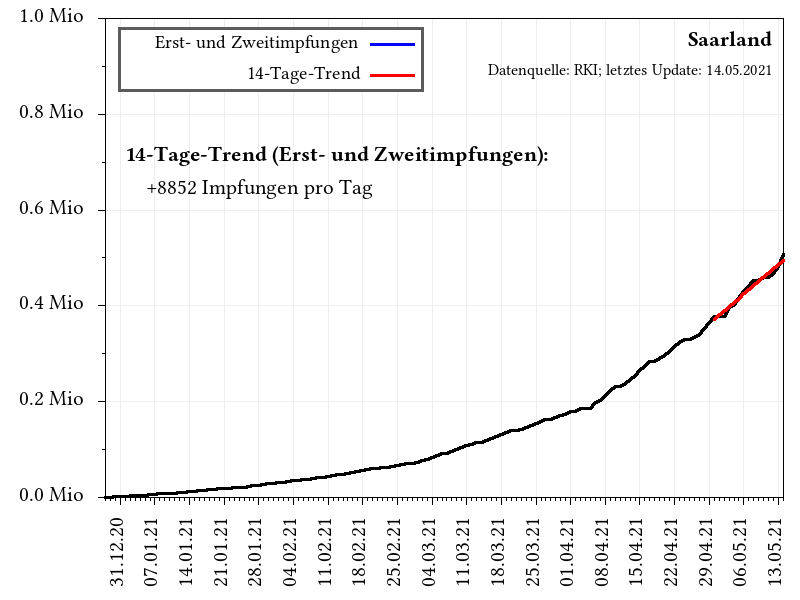 1.0 Mio
0.8 Mio
0.6 Mio
0.4 Mio
0.2 Mio
0.0 Mio
Erst- und Zweitimpfungen
14-Tage-Trend
Saarland
Datenquelle: RKI; letztes Update: 14.05.2021
14-Tage-Trend (Erst- und Zweitimpfungen):
+8852 Impfungen pro Tag
31.12.20
07.01.21
14.01.21
21.01.21
28.01.21
04.02.21
11.02.21
18.02.21
25.02.21
04.03.21
11.03.21
18.03.21
25.03.21
01.04.21
08.04.21
15.04.21
22.04.21
29.04.21
06.05.21
13.05.21